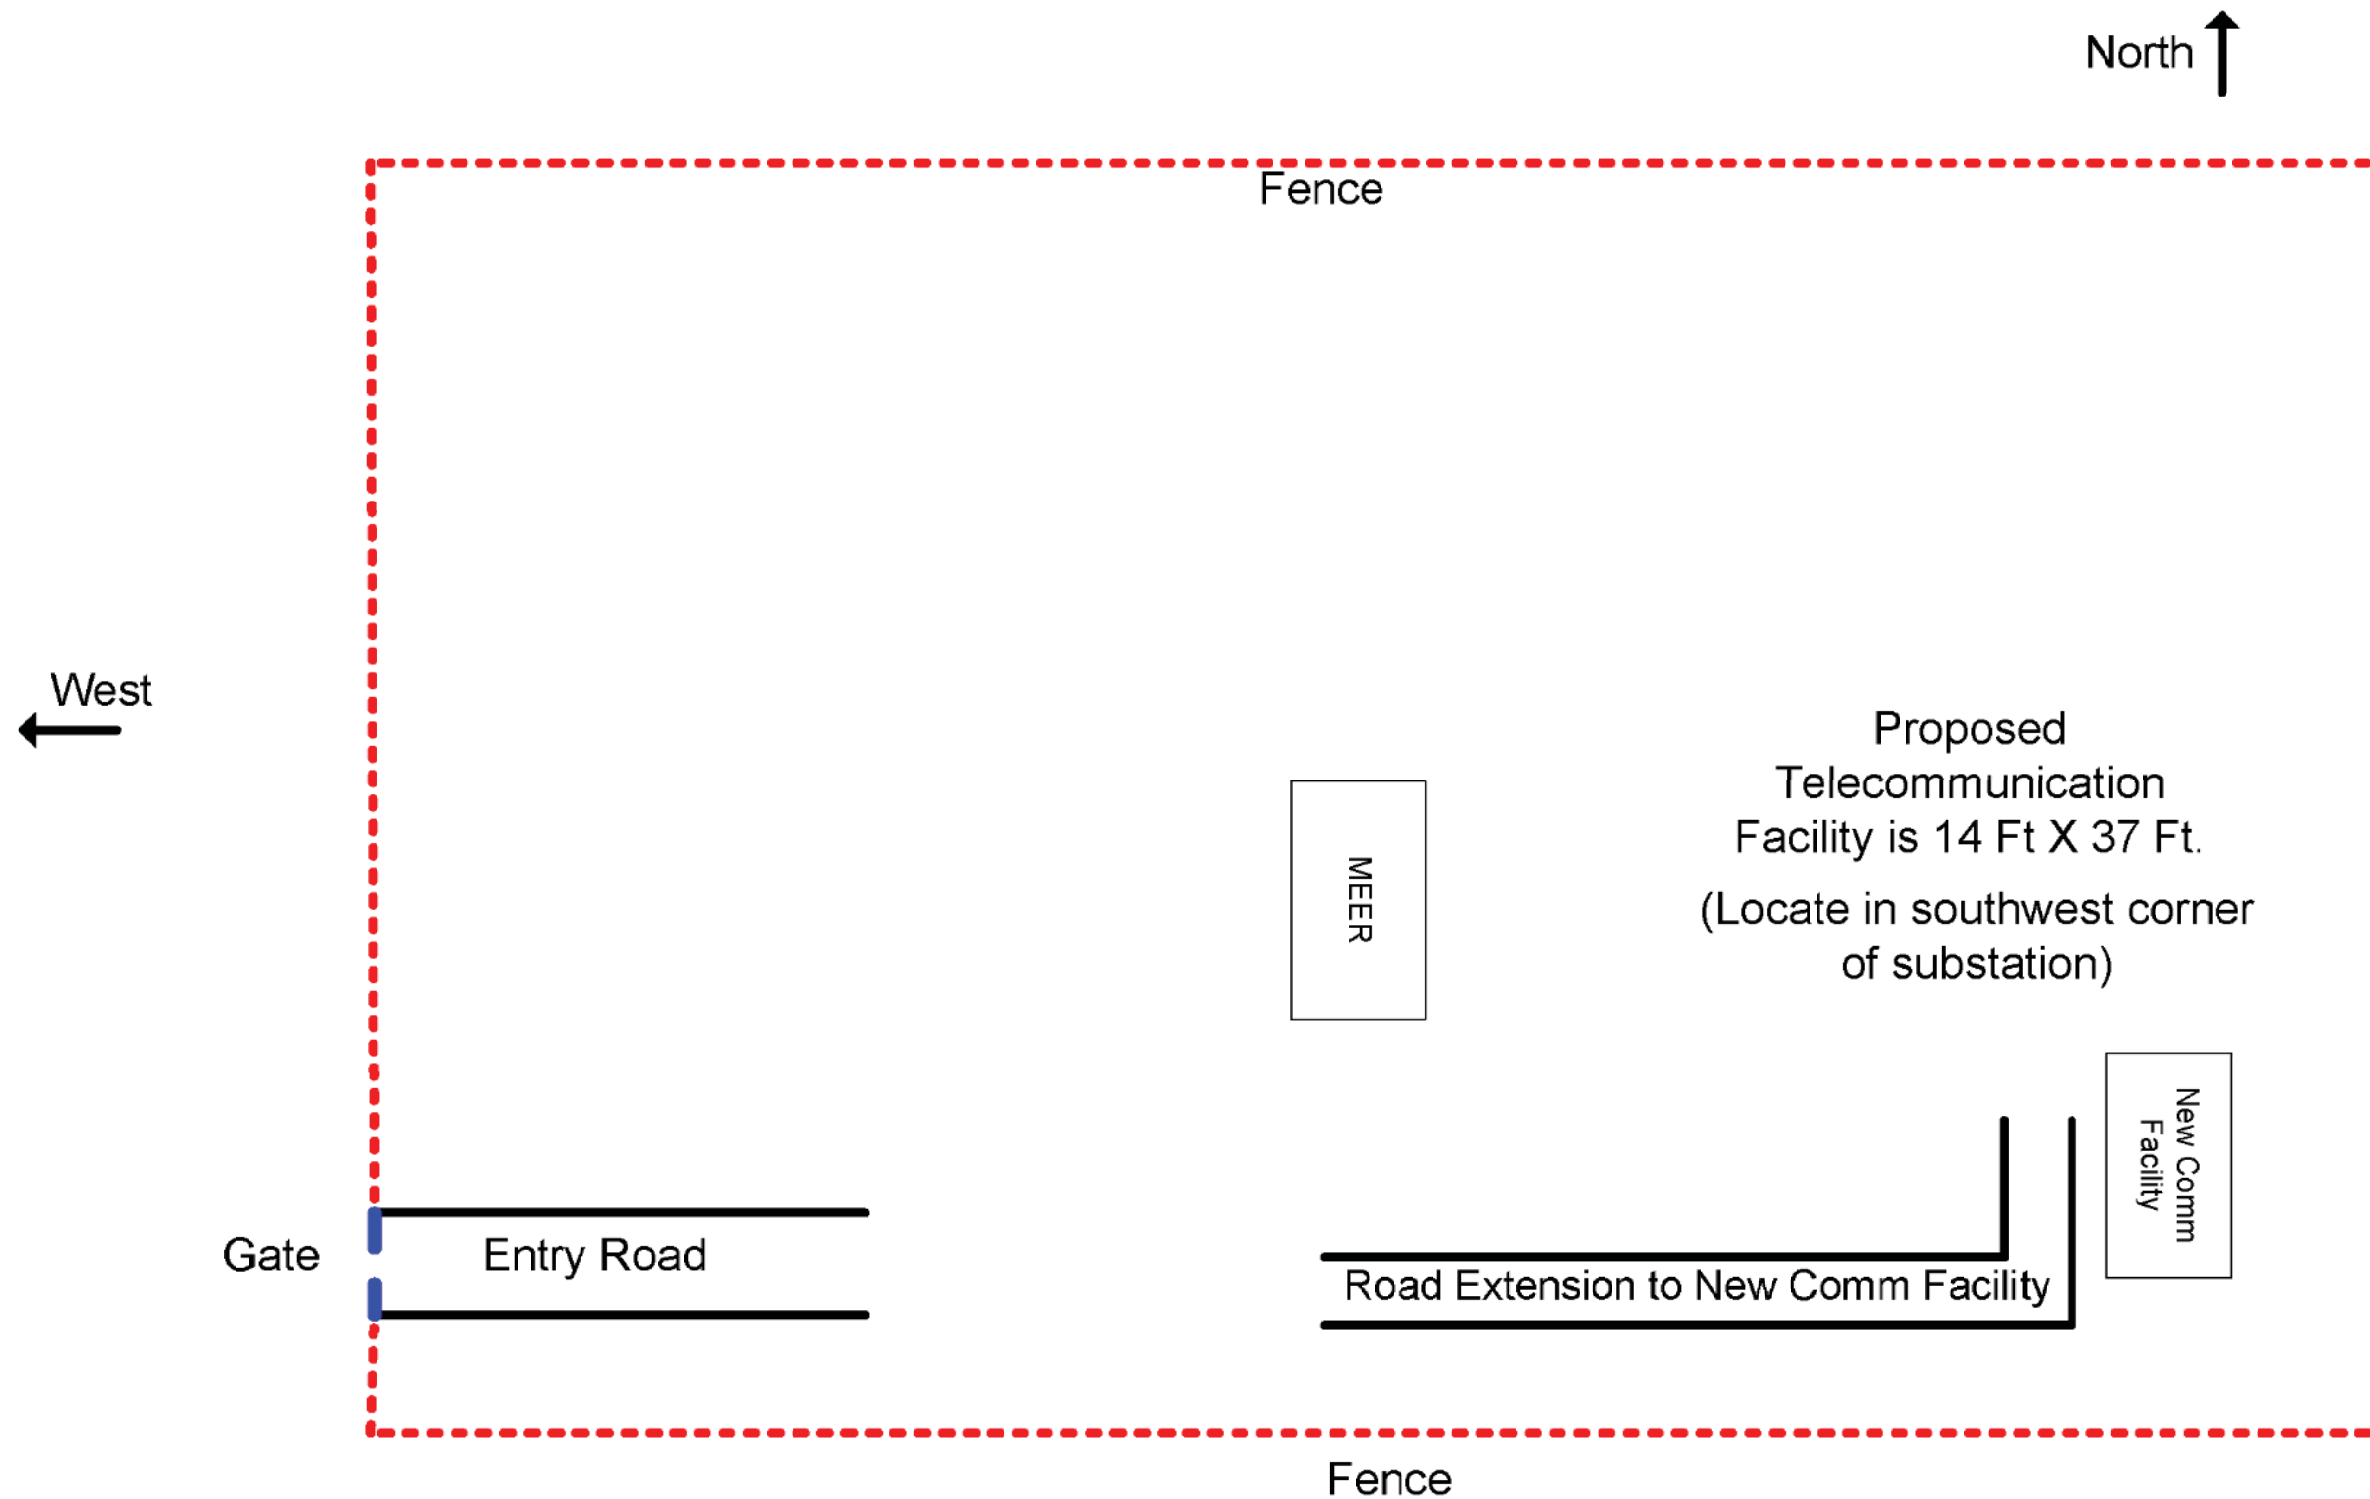 North
Fence
West
Proposed
Telecommunication
Facility is 14 Ft X 37 Ft.
(Locate in southwest corner
of substation)
MEER
New Comm
Facility
Gate
Entry Road
Road Extension to New Comm Facility
Fence